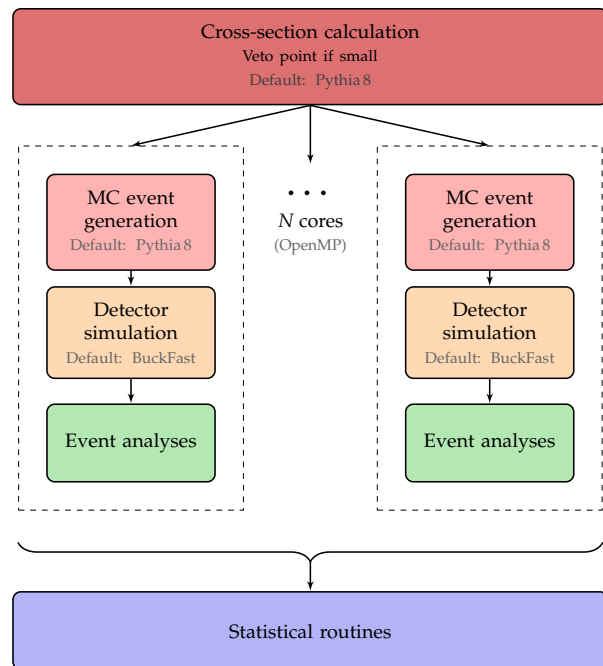 Cross-section calculation
Veto point if small
Default: Pythia 8
MC event
generation
Default: Pythia 8
Detector
simulation
Default: BuckFast
Event analyses
...
N cores
(OpenMP)
MC event
generation
Default: Pythia 8
Detector
simulation
Default: BuckFast
Event analyses
Statistical routines